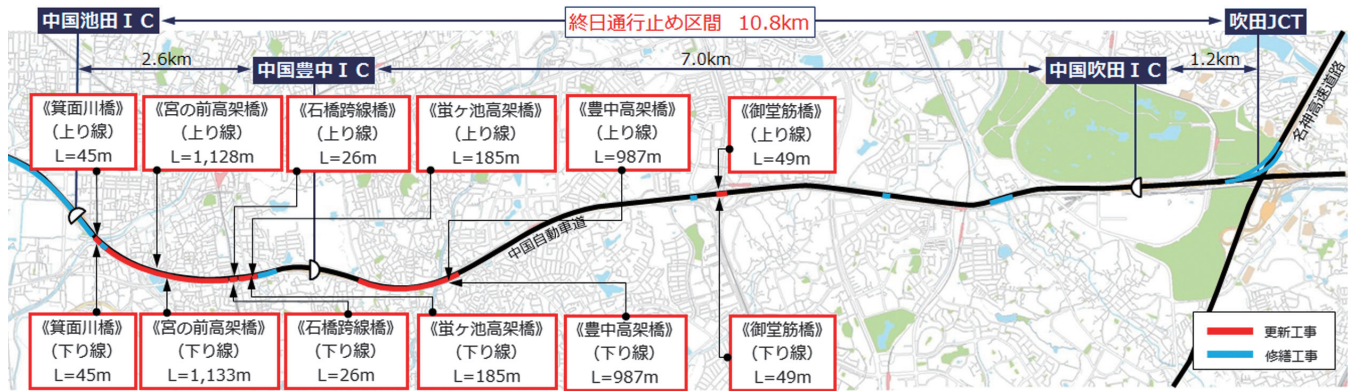 中国池田ＩＣ
終日通行止め区間　10.8km
吹田JCT
2.6km
中国豊中ＩＣ
7.0km
中国吹田ＩＣ
1.2km
《箕面川橋》
(上り線)
L=45m
《宮の前高架橋》
(上り線)
L=1,128m
《石橋跨線橋》
(上り線)
L=26m
《蛍ヶ池高架橋》
(上り線)
L=185m
《豊中高架橋》
(上り線)
L=987m
《御堂筋橋》
(上り線)
L=49m
名神高速道路
中国自動車道
《箕面川橋》
(下り線)
L=45m
《宮の前高架橋》
(下り線)
L=1,133m
《石橋跨線橋》
(下り線)
L=26m
《蛍ヶ池高架橋》
(下り線)
L=185m
《豊中高架橋》
(下り線)
L=987m
《御堂筋橋》
(下り線)
L=49m
更新工事
修繕工事